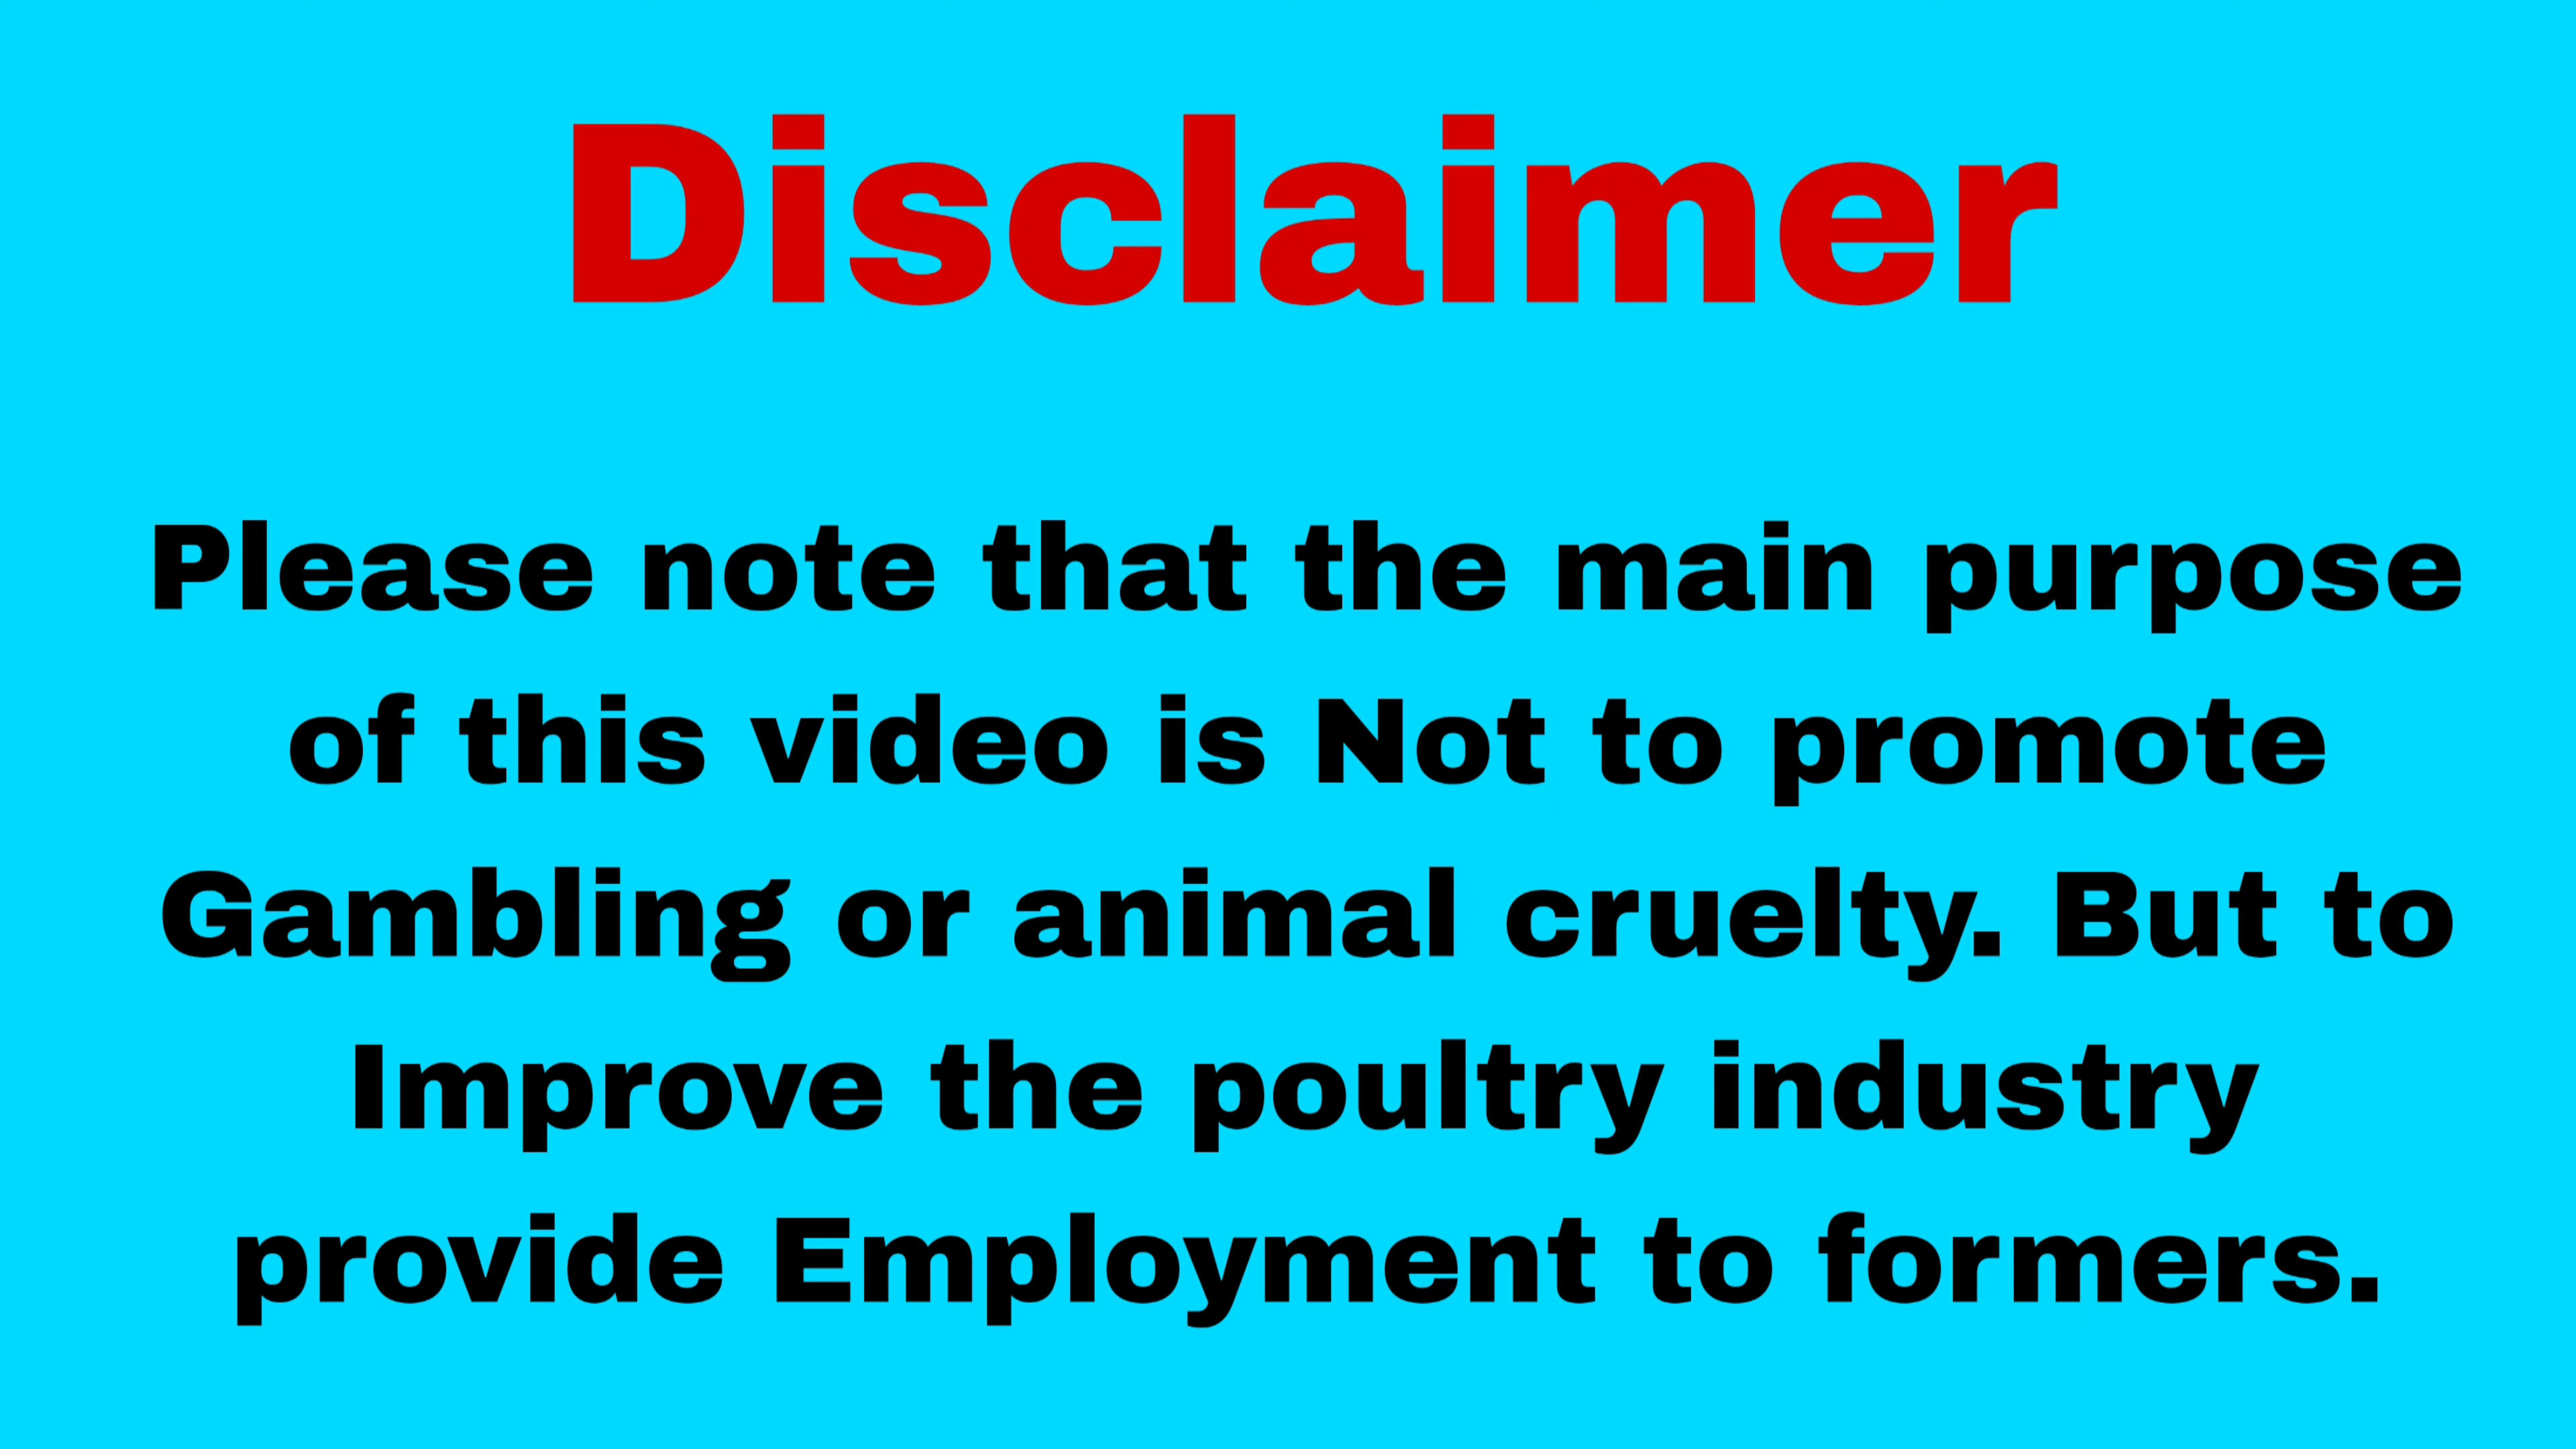 Disclaimer
Please note that the main purpose
of this video is Not to promote
Gambling or animal cruelty. But to
Improve the poultry industry
provide Employment to formers.